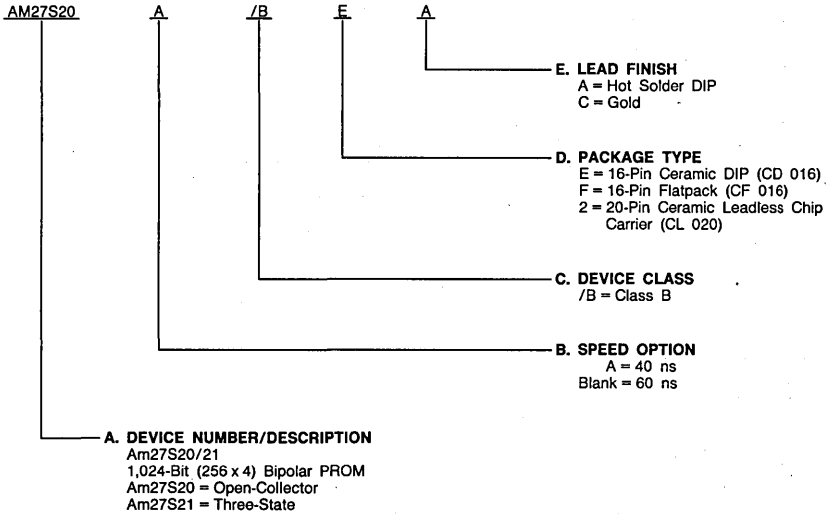 AM27S20 A /B E A
E. LEAD FINISH
A = Hot Solder DIP
C = Gold
D. PACKAGE TYPE
E = 16-Pin Ceramic DIP (CD 016)
F = 16-Pin Flatpack (CF 016)
2 = 20-Pin Ceramic Leadless Chip
Carrier (CL 020)
C. DEVICE CLASS
/B = Class B
B. SPEED OPTION
A = 40 ns
Blank = 60 ns
A. DEVICE NUMBER/DESCRIPTION
Am27S20/21
1,024-Bit (256 x 4) Bipolar PROM
Am27S20 = Open-Collector
Am27S21 = Three-State